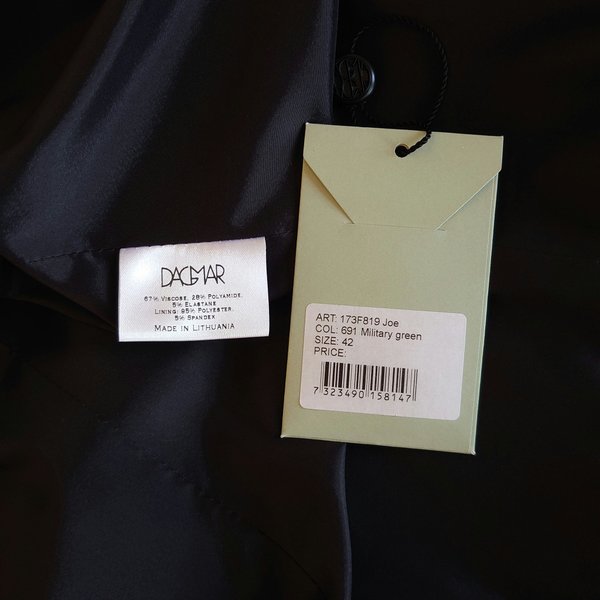 DAGMAR
67% VISCOSE, 28% POLYAMIDE,
5% ELASTANE
LINING: 95% POLYESTER,
5% SPANDEX
MADE IN LITHUANIA
ART: 173F819 Joe
COL: 691 Military green
SIZE: 42
PRICE:
7 323490 158147